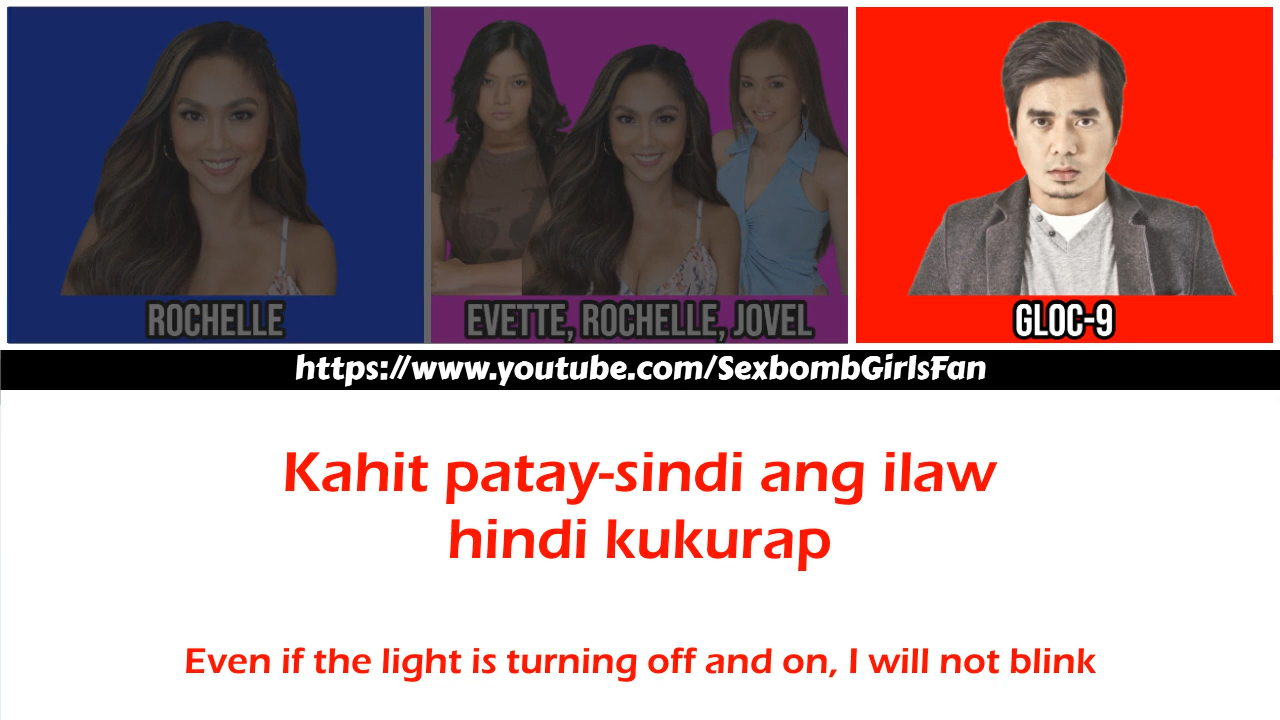 ROCHELLE
EVETTE, ROCHELLE, JOVEL
GLOC-9
https://www.youtube.com/SexbombGirlsFan
Kahit patay-sindi ang ilaw
hindi kukurap
Even if the light is turning off and on, I will not blink